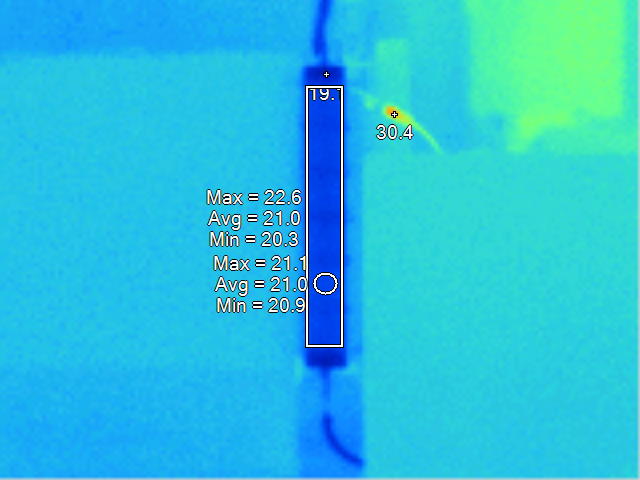 19.
30.4
Max = 22.6
Avg = 21.0
Min = 20.3
Max = 21.1
Avg = 21.0
Min = 20.9